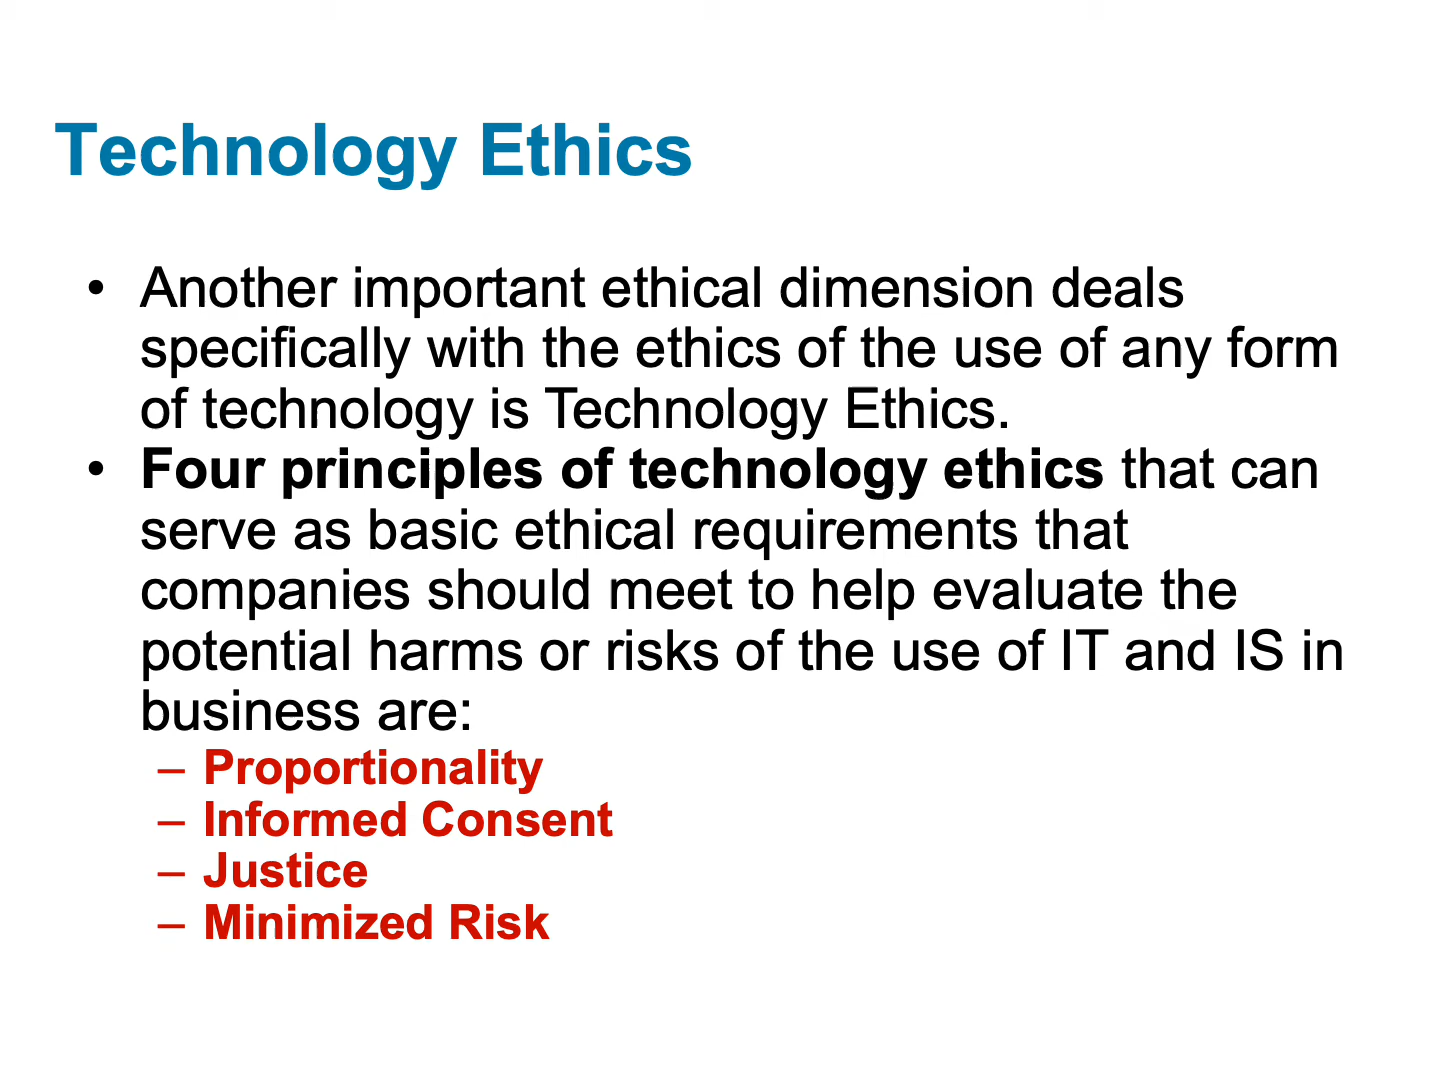 Technology Ethics
• Another important ethical dimension deals
specifically with the ethics of the use of any form
of technology is Technology Ethics.
• Four principles of technology ethics that can
serve as basic ethical requirements that
companies should meet to help evaluate the
potential harms or risks of the use of IT and IS in
business are:
– Proportionality
– Informed Consent
– Justice
– Minimized Risk